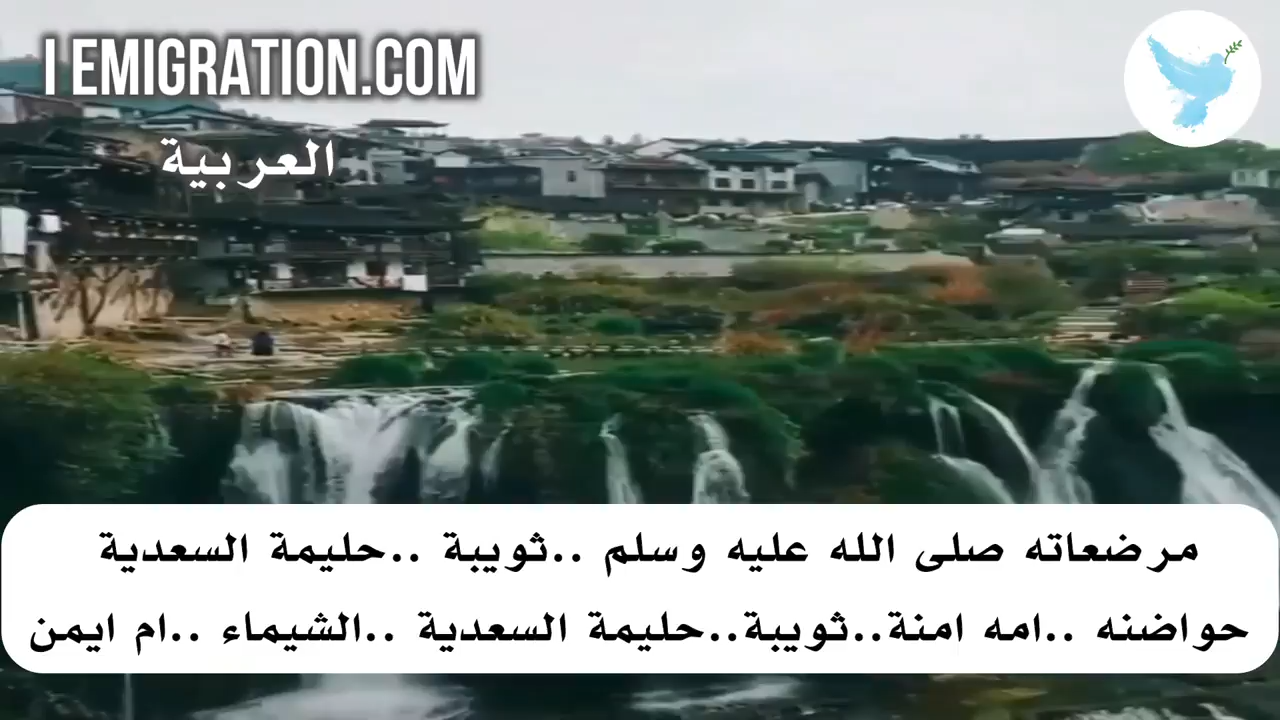 I EMIGRATION.COM
العربية
مرضعاته صلى الله عليه وسلم ..ثويبة ..حليمة السعدية
حواضنه ..امه امنة..ثويبة..حليمة السعدية ..الشيماء ..ام ايمن